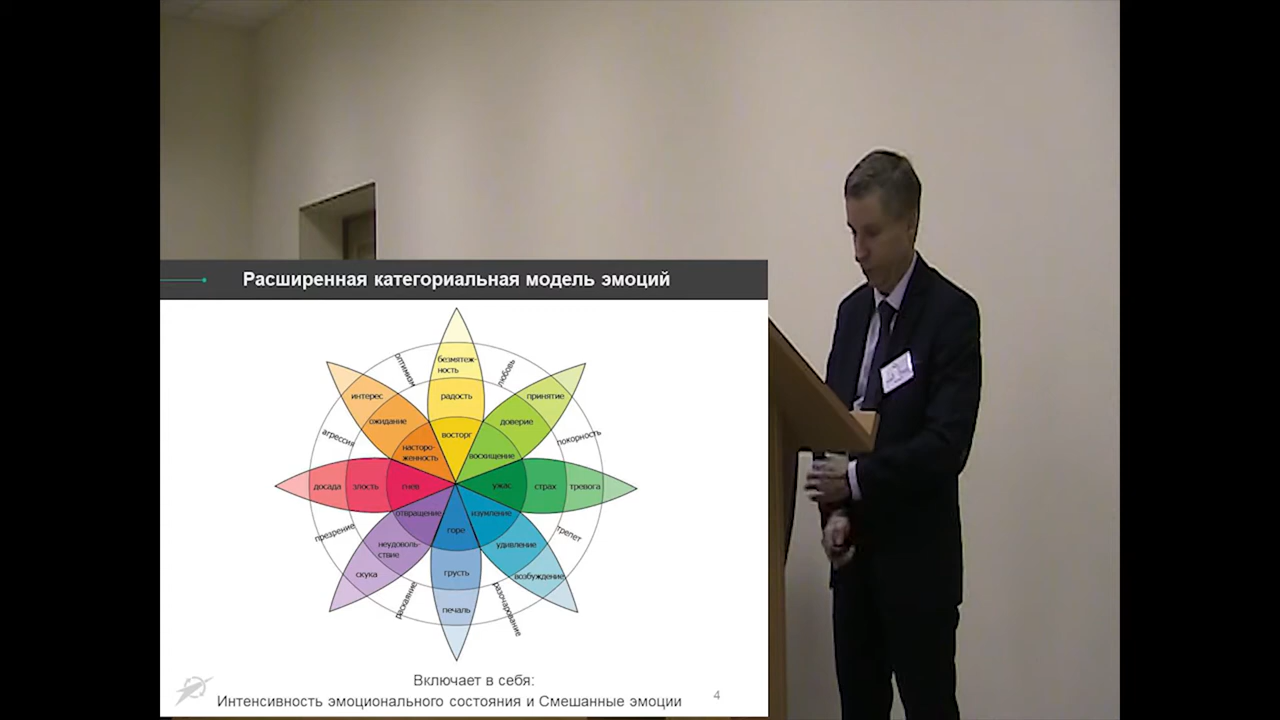 Расширенная категориальная модель эмоций
безмятеж-
ность
оптимизм
любовь
интерес
радость
принятие
ожидание
доверие
восторг
агрессия
покорность
насторо-
женность
восхищение
досада
злость
гнев
ужас
страх
тревога
отвращение
изумление
презрение
горе
трепет
неудоволь-
ствие
удивление
скука
грусть
возбуждение
раскаяние
печаль
разочарование
Включает в себя:
Интенсивность эмоционального состояния и Смешанные эмоции
4